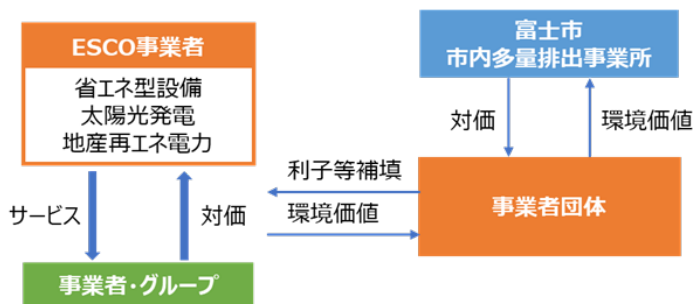 ESCO事業者
省エネ型設備
太陽光発電
地産再エネ電力
富士市
市内多量排出事業所
対価
環境価値
利子等補填
環境価値
事業者団体
サービス
対価
事業者・グループ